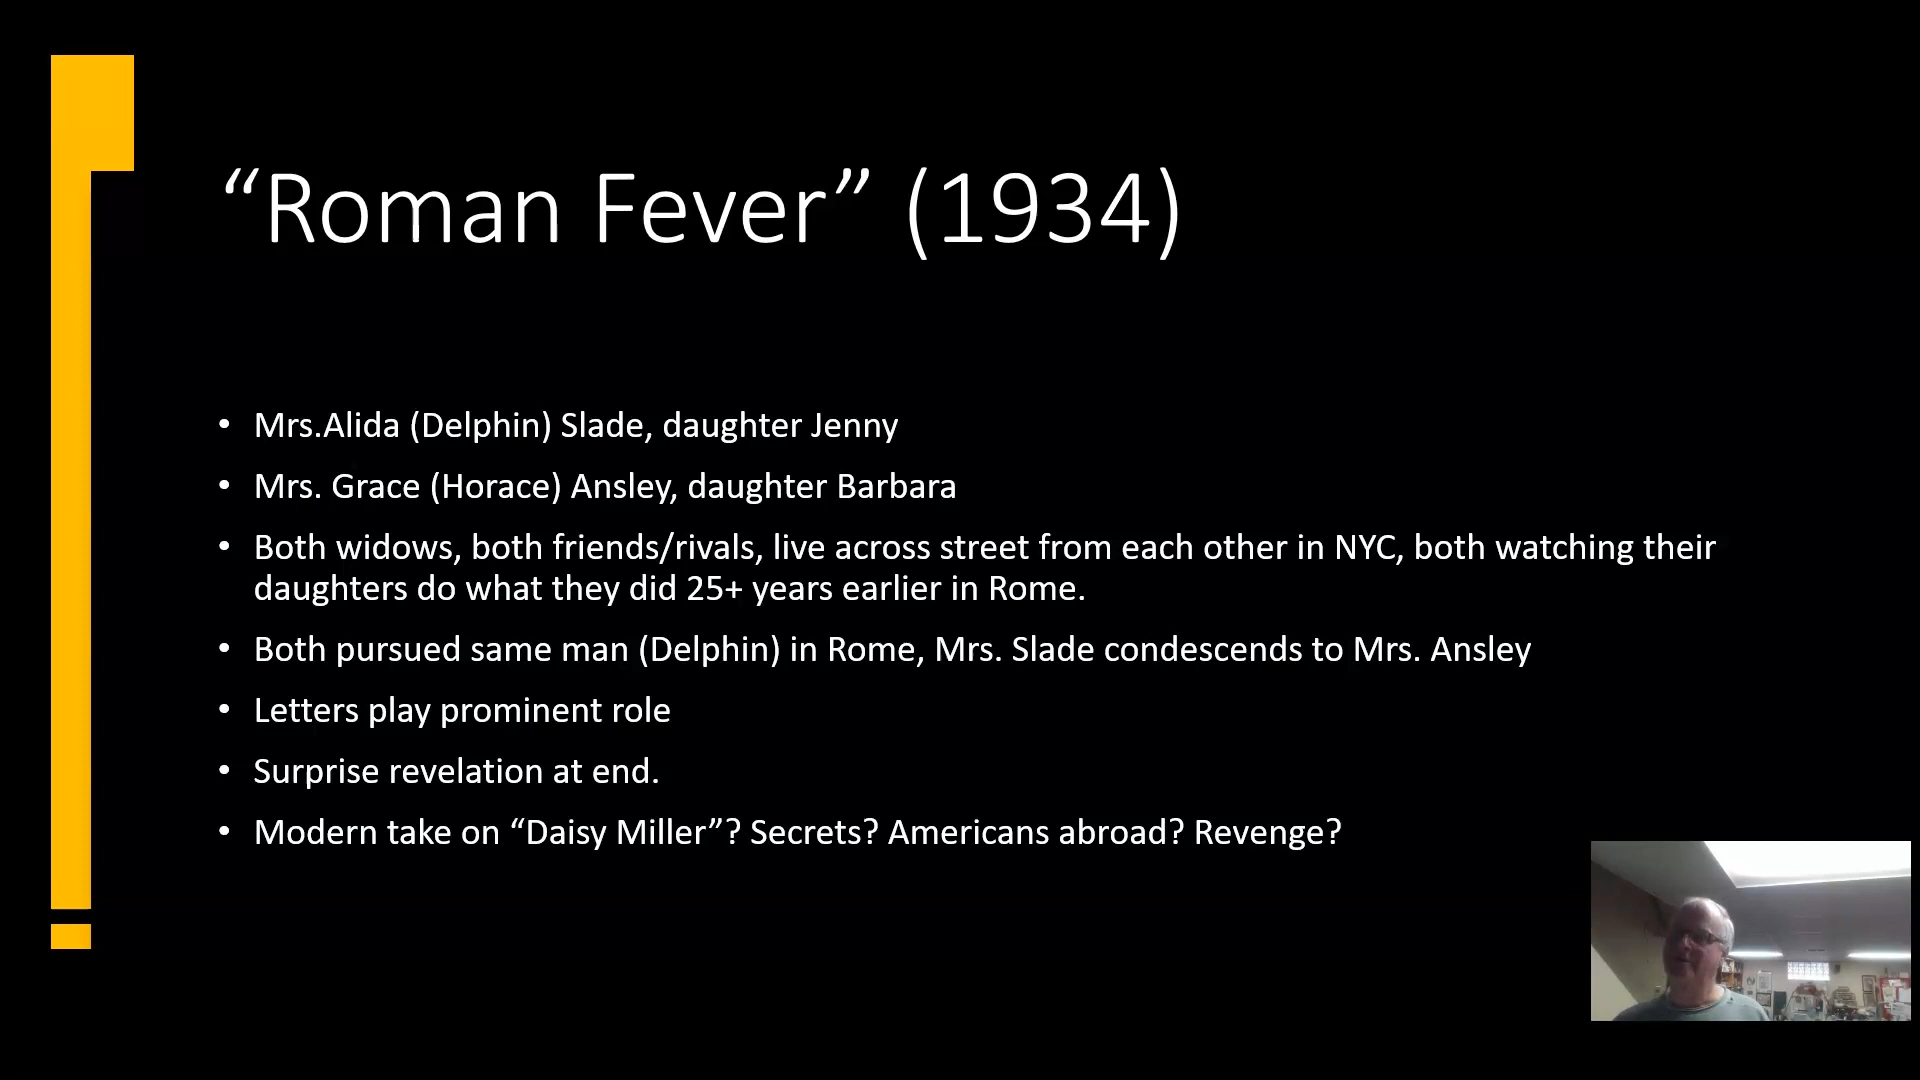 “Roman Fever” (1934)
• Mrs.Alida (Delphin) Slade, daughter Jenny
• Mrs. Grace (Horace) Ansley, daughter Barbara
• Both widows, both friends/rivals, live across street from each other in NYC, both watching their
daughters do what they did 25+ years earlier in Rome.
• Both pursued same man (Delphin) in Rome, Mrs. Slade condescends to Mrs. Ansley
• Letters play prominent role
• Surprise revelation at end.
• Modern take on “Daisy Miller”? Secrets? Americans abroad? Revenge?